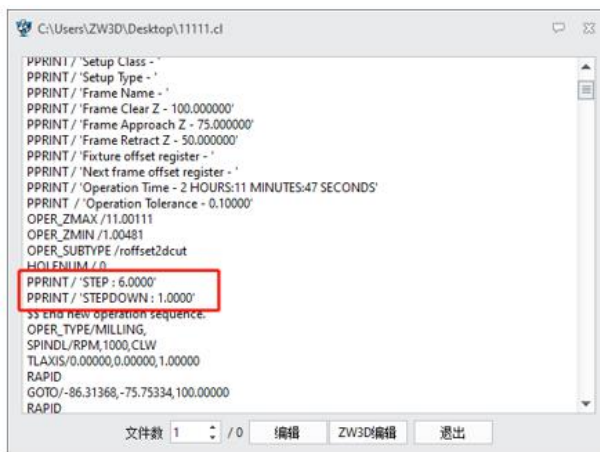 C:\Users\ZW3D\Desktop\11111.cl
PPRINT / 'Setup Class - '
PPRINT / 'Setup Type - '
PPRINT / 'Frame Name - '
PPRINT / 'Frame Clear Z - 100.000000'
PPRINT / 'Frame Approach Z - 75.000000'
PPRINT / 'Frame Retract Z - 50.000000'
PPRINT / 'Fixture offset register - '
PPRINT / 'Next frame offset register - '
PPRINT / 'Operation Time - 2 HOURS:11 MINUTES:47 SECONDS'
PPRINT / 'Operation Tolerance - 0.10000'
OPER_ZMAX /11.00111
OPER_ZMIN /1.00481
OPER_SUBTYPE /roffset2dcut
HOLENUM / 0
PPRINT / 'STEP : 6.0000'
PPRINT / 'STEPDOWN : 1.0000'
$$ End new operation sequence.
OPER_TYPE/MILLING,
SPINDL/RPM,1000,CLW
TLAXIS/0.00000,0.00000,1.00000
RAPID
GOTO/-86.31368,-75.75334,100.00000
RAPID
文件数 1 / 0 编辑 ZW3D编辑 退出